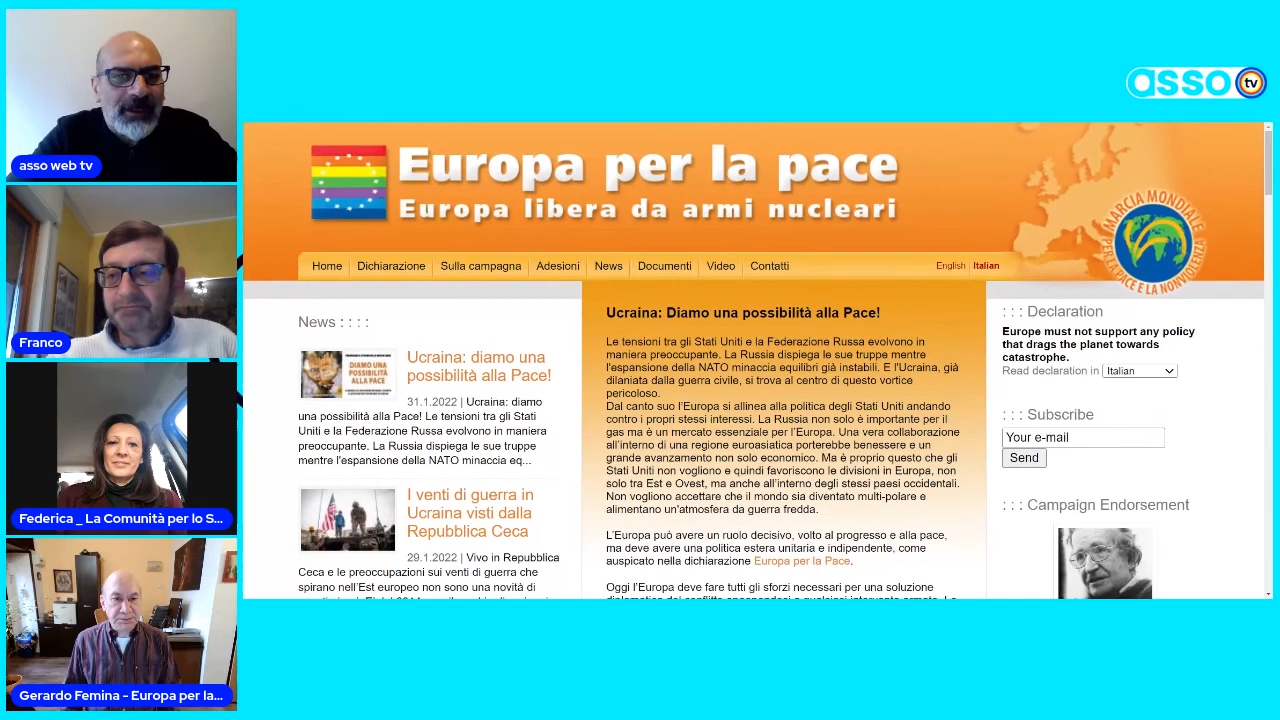 asso web tv
Franco
Federica _ La Comunità per lo S...
Gerardo Femina - Europa per la...
asso tv
Europa per la pace
Europa libera da armi nucleari
MARCIA MONDIALE
PER LA PACE E LA NONVIOLENZA
Home Dichiarazione Sulla campagna Adesioni News Documenti Video Contatti English Italian
News : : : :
DIAMO UNA
POSSIBILITÀ
ALLA PACE
Ucraina: diamo una
possibilità alla Pace!
31.1.2022 | Ucraina: diamo
una possibilità alla Pace! Le tensioni tra gli Stati
Uniti e la Federazione Russa evolvono in maniera
preoccupante. La Russia dispiega le sue truppe
mentre l'espansione della NATO minaccia eq...
I venti di guerra in
Ucraina visti dalla
Repubblica Ceca
29.1.2022 | Vivo in Repubblica
Ceca e le preoccupazioni sui venti di guerra che
spirano nell'Est europeo non sono una novità di
Ucraina: Diamo una possibilità alla Pace!
Le tensioni tra gli Stati Uniti e la Federazione Russa evolvono in
maniera preoccupante. La Russia dispiega le sue truppe mentre
l'espansione della NATO minaccia equilibri già instabili. E l'Ucraina, già
dilaniata dalla guerra civile, si trova al centro di questo vortice
pericoloso.
Dal canto suo l'Europa si allinea alla politica degli Stati Uniti andando
contro i propri stessi interessi. La Russia non solo è importante per il
gas ma è un mercato essenziale per l'Europa. Una vera collaborazione
all'interno di una regione euroasiatica porterebbe benessere e un
grande avanzamento non solo economico. Ma è proprio questo che gli
Stati Uniti non vogliono e quindi favoriscono le divisioni in Europa, non
solo tra Est e Ovest, ma anche all'interno degli stessi paesi occidentali.
Non vogliono accettare che il mondo sia diventato multi-polare e
alimentano un'atmosfera da guerra fredda.
L'Europa può avere un ruolo decisivo, volto al progresso e alla pace,
ma deve avere una politica estera unitaria e indipendente, come
auspicato nella dichiarazione Europa per la Pace.
Oggi l'Europa deve fare tutti gli sforzi necessari per una soluzione
: : : Declaration
Europe must not support any policy
that drags the planet towards
catastrophe.
Read declaration in Italian
: : : Subscribe
Your e-mail
Send
: : : Campaign Endorsement